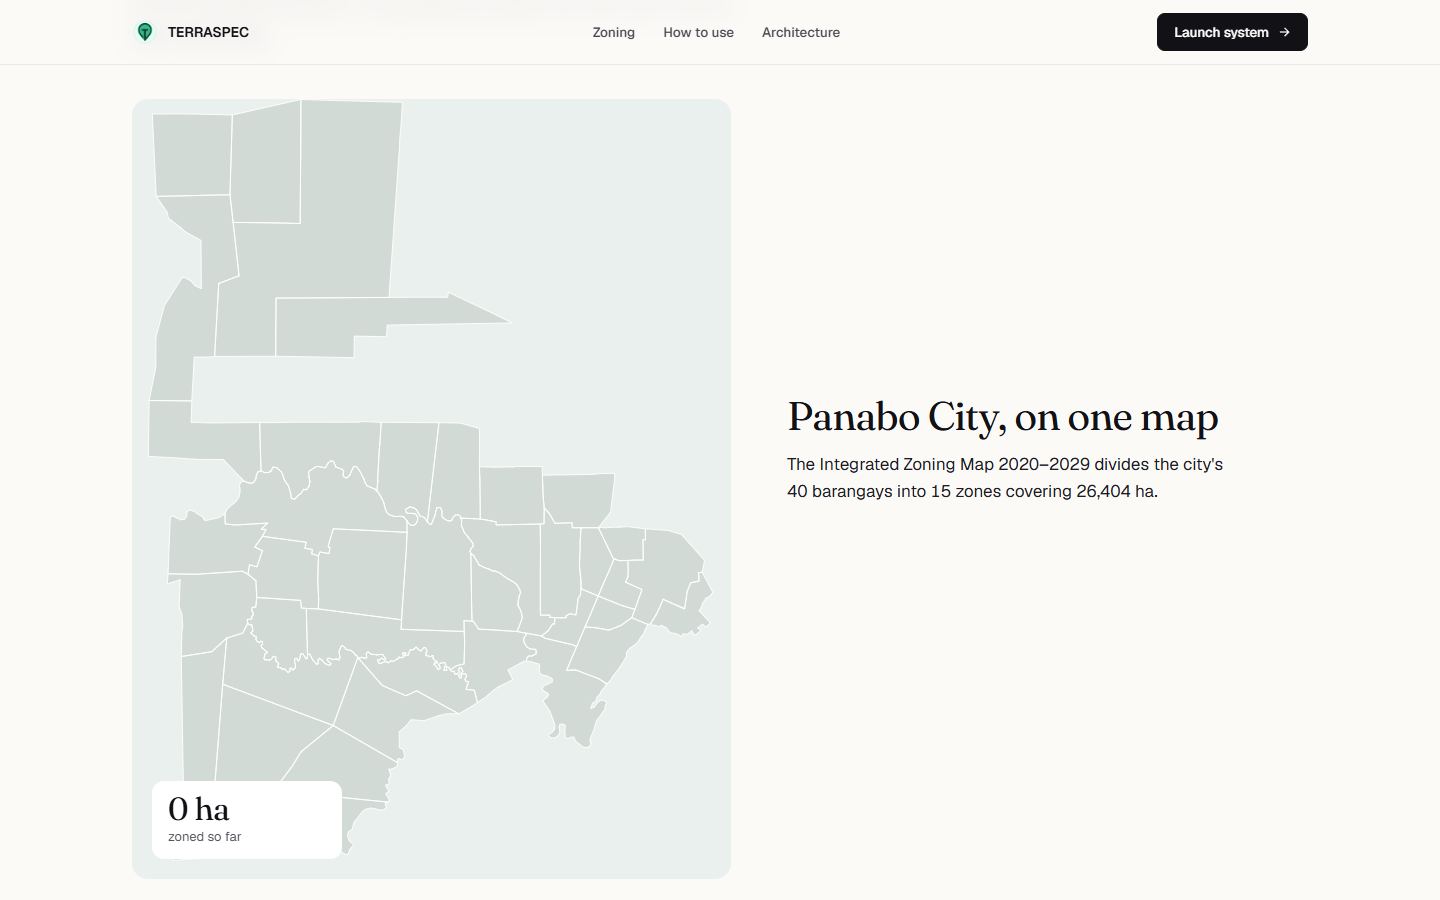 TERRASPEC
Zoning
How to use
Architecture
Launch system →
Panabo City, on one map
The Integrated Zoning Map 2020–2029 divides the city's
40 barangays into 15 zones covering 26,404 ha.
0 ha
zoned so far